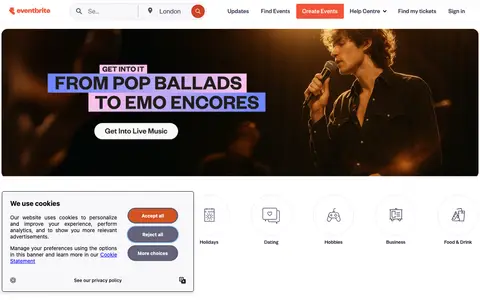 eventbrite
Se...
London
Updates
Find Events
Create Events
Help Centre
Find my tickets
Sign in
GET INTO IT
FROM POP BALLADS
TO EMO ENCORES
Get Into Live Music
We use cookies
Our website uses cookies to personalize
and improve your experience, perform
analytics, and to show you more relevant
advertisements.
Manage your preferences using the options
in this banner and learn more in our Cookie
Statement
Accept all
Reject all
More choices
See our privacy policy
Holidays
Dating
Hobbies
Business
Food & Drink